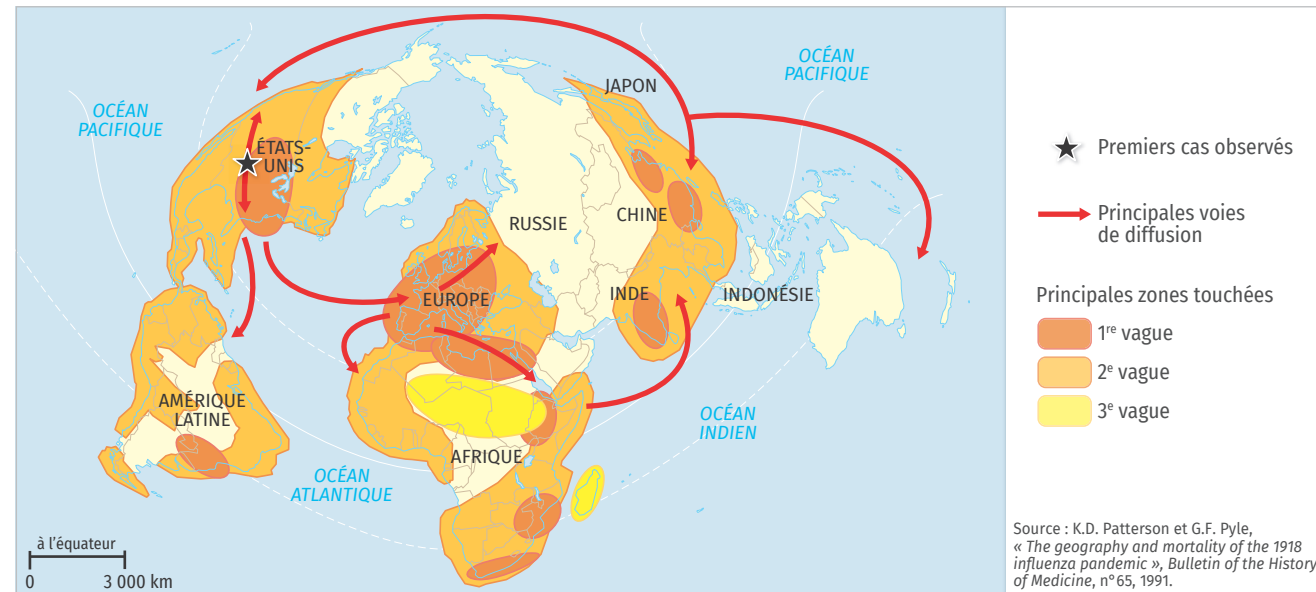 OCÉAN
PACIFIQUE
OCÉAN
PACIFIQUE
JAPON
ÉTATS-
UNIS
RUSSIE
CHINE
EUROPE
INDE
INDONÉSIE
AMÉRIQUE
LATINE
OCÉAN
INDIEN
AFRIQUE
OCÉAN
ATLANTIQUE
à l'équateur
0 3 000 km
Premiers cas observés
Principales voies
de diffusion
Principales zones touchées
1re vague
2e vague
3e vague
Source : K.D. Patterson et G.F. Pyle,
« The geography and mortality of the 1918
influenza pandemic », Bulletin of the History
of Medicine, n°65, 1991.